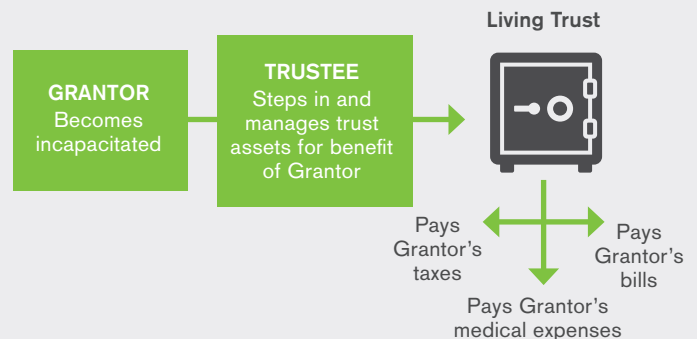 Living Trust
GRANTOR
Becomes
incapacitated
TRUSTEE
Steps in and
manages trust
assets for benefit
of Grantor
Pays
Grantor’s
taxes
Pays
Grantor’s
bills
Pays Grantor’s
medical expenses